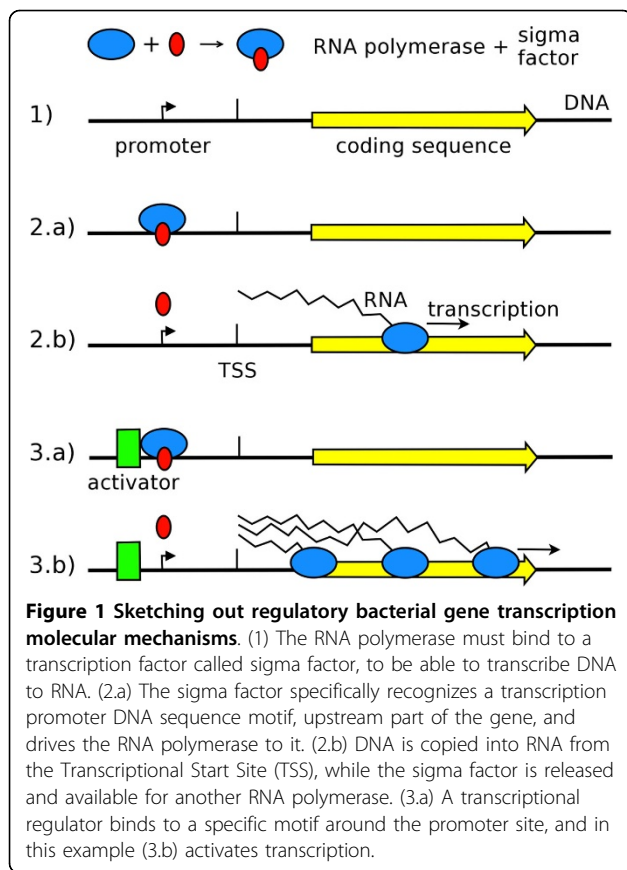 + → RNA polymerase + sigma factor
1) DNA
promoter coding sequence
2.a)
RNA
transcription
2.b)
TSS
3.a)
activator
3.b)
Figure 1 Sketching out regulatory bacterial gene transcription
molecular mechanisms. (1) The RNA polymerase must bind to a
transcription factor called sigma factor, to be able to transcribe DNA
to RNA. (2.a) The sigma factor specifically recognizes a transcription
promoter DNA sequence motif, upstream part of the gene, and
drives the RNA polymerase to it. (2.b) DNA is copied into RNA from
the Transcriptional Start Site (TSS), while the sigma factor is released
and available for another RNA polymerase. (3.a) A transcriptional
regulator binds to a specific motif around the promoter site, and in
this example (3.b) activates transcription.